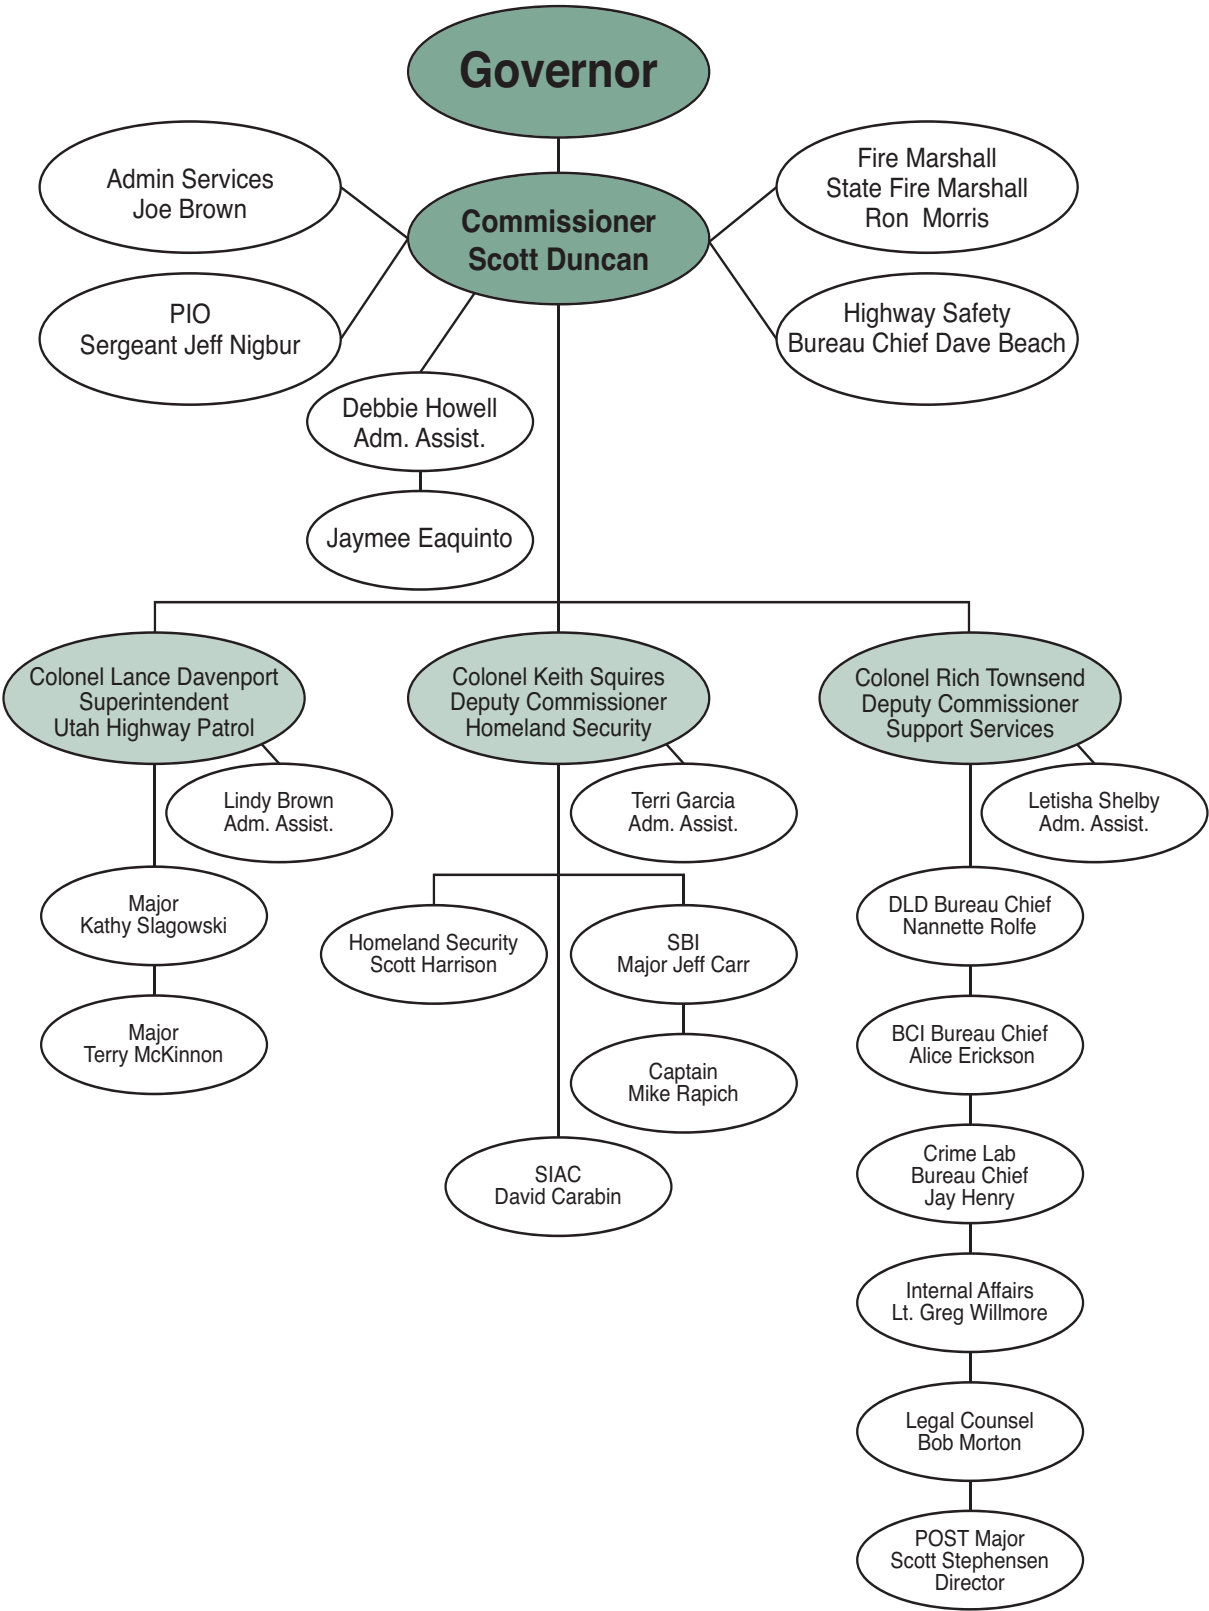 Governor
Commissioner
Scott Duncan
Admin Services
Joe Brown
PIO
Sergeant Jeff Nigbur
Fire Marshall
State Fire Marshall
Ron Morris
Highway Safety
Bureau Chief Dave Beach
Debbie Howell
Adm. Assist.
Jaymee Eaquinto
Colonel Lance Davenport
Superintendent
Utah Highway Patrol
Lindy Brown
Adm. Assist.
Major
Kathy Slagowski
Major
Terry McKinnon
Colonel Keith Squires
Deputy Commissioner
Homeland Security
Terri Garcia
Adm. Assist.
Homeland Security
Scott Harrison
SBI
Major Jeff Carr
Captain
Mike Rapich
SIAC
David Carabin
Colonel Rich Townsend
Deputy Commissioner
Support Services
Letisha Shelby
Adm. Assist.
DLD Bureau Chief
Nannette Rolfe
BCI Bureau Chief
Alice Erickson
Crime Lab
Bureau Chief
Jay Henry
Internal Affairs
Lt. Greg Willmore
Legal Counsel
Bob Morton
POST Major
Scott Stephensen
Director